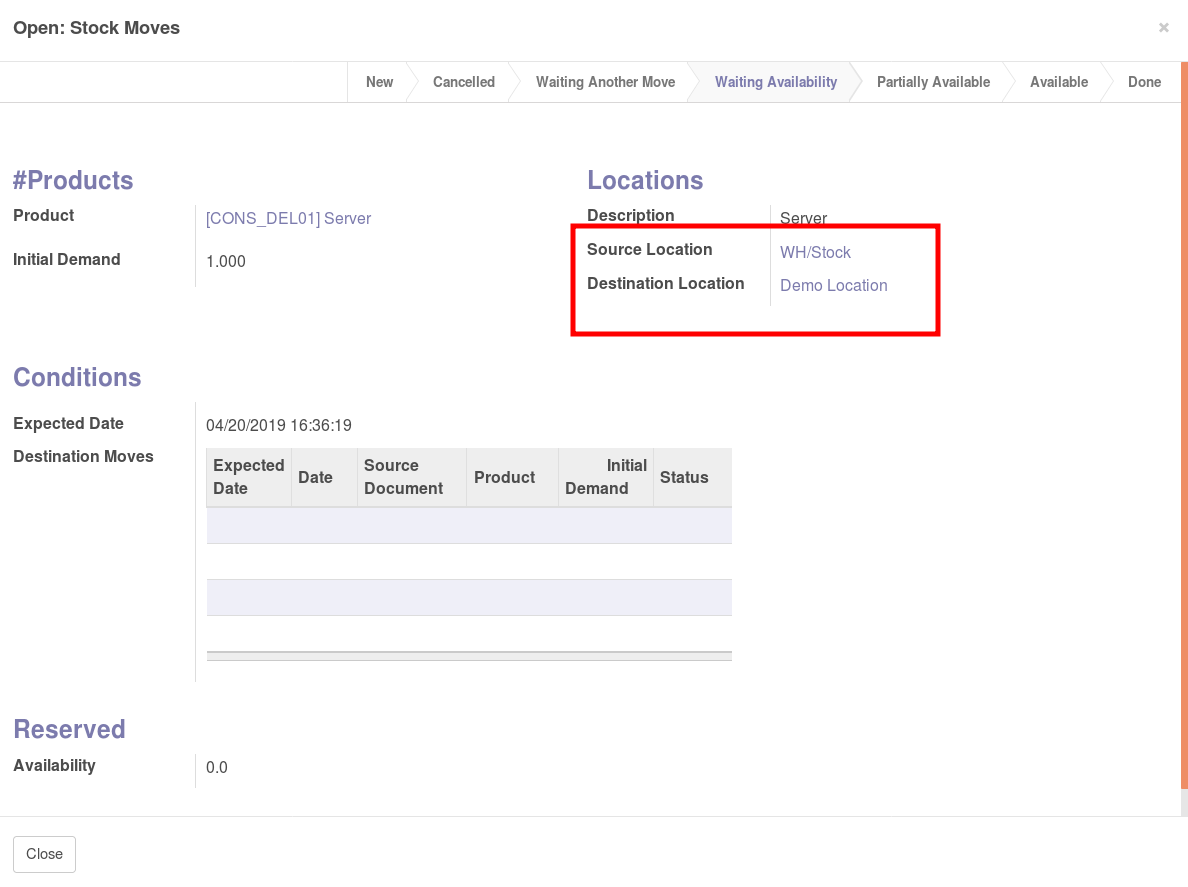 Open: Stock Moves
×
New Cancelled Waiting Another Move Waiting Availability Partially Available Available Done
#Products
Product [CONS_DEL01] Server
Initial Demand 1.000
Locations
Description Server
Source Location WH/Stock
Destination Location Demo Location
Conditions
Expected Date 04/20/2019 16:36:19
Destination Moves
Expected Date Date Source Document Product Initial Demand Status
Reserved
Availability 0.0
Close